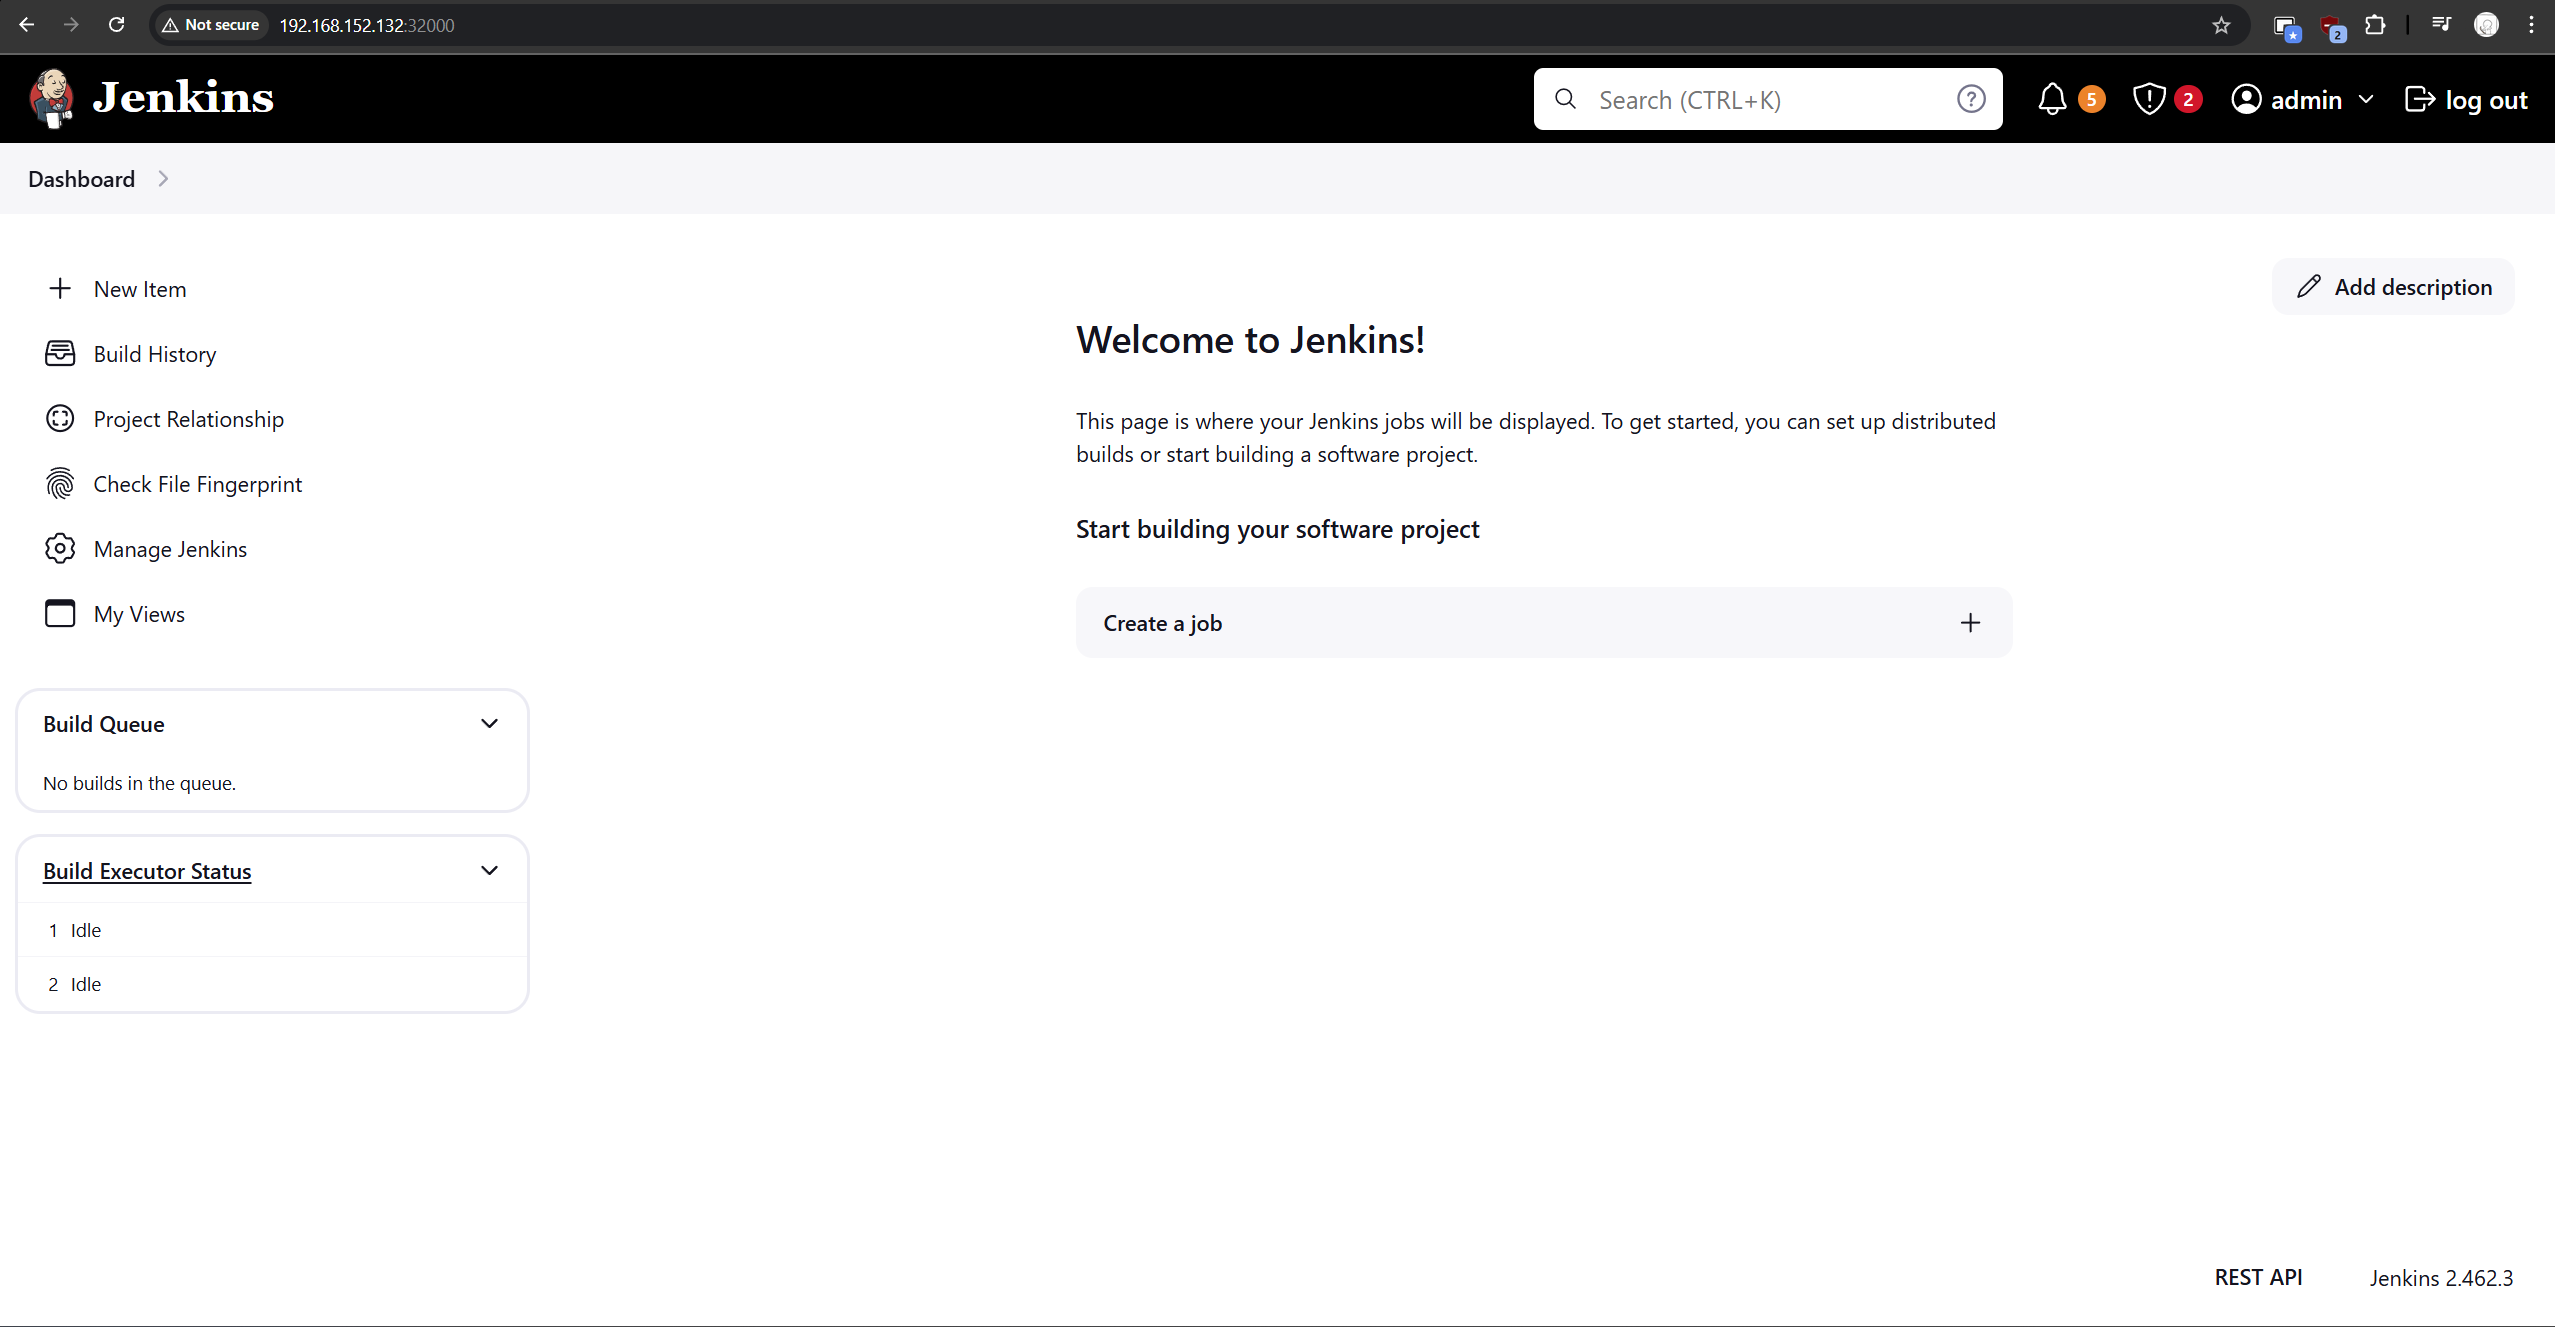 Not secure 192.168.152.132:32000
2
Jenkins
Search (CTRL+K)
5
2
admin
log out
Dashboard
New Item
Build History
Project Relationship
Check File Fingerprint
Manage Jenkins
My Views
Build Queue
No builds in the queue.
Build Executor Status
1 Idle
2 Idle
Add description
Welcome to Jenkins!
This page is where your Jenkins jobs will be displayed. To get started, you can set up distributed
builds or start building a software project.
Start building your software project
Create a job
REST API
Jenkins 2.462.3